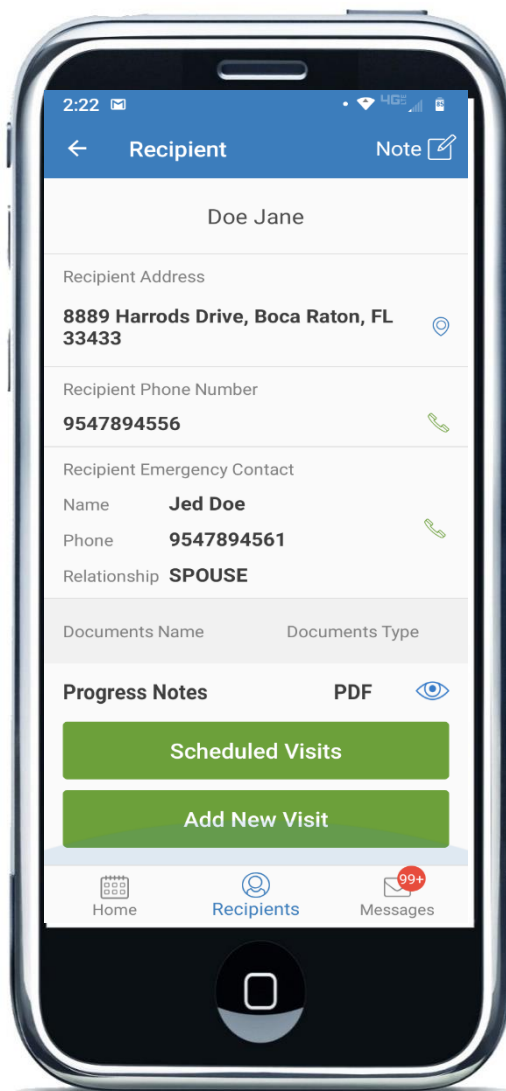 2:22 4GE
Recipient Note
Doe Jane
Recipient Address
8889 Harrods Drive, Boca Raton, FL
33433
Recipient Phone Number
9547894556
Recipient Emergency Contact
Name Jed Doe
Phone 9547894561
Relationship SPOUSE
Documents Name Documents Type
Progress Notes PDF
Scheduled Visits
Add New Visit
99+
Home Recipients Messages